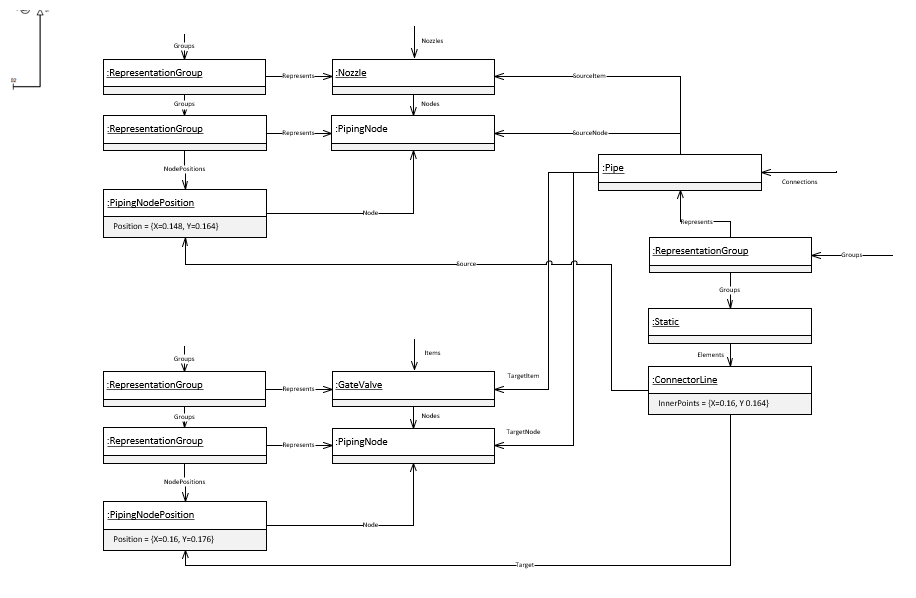 Groups
Nozzles
:RepresentationGroup
Represents
:Nozzle
SourceItem
Groups
Nodes
:RepresentationGroup
Represents
:PipingNode
SourceNode
NodePositions
:Pipe
Connections
:PipingNodePosition
Position = {X=0.148, Y=0.164}
Node
Represents
:RepresentationGroup
Groups
Source
Groups
:Static
Elements
Groups
Items
:RepresentationGroup
Represents
:GateValve
TargetItem
:ConnectorLine
InnerPoints = {X=0.16, Y 0.164}
Groups
Nodes
:RepresentationGroup
Represents
:PipingNode
TargetNode
NodePositions
:PipingNodePosition
Position = {X=0.16, Y=0.176}
Node
Target